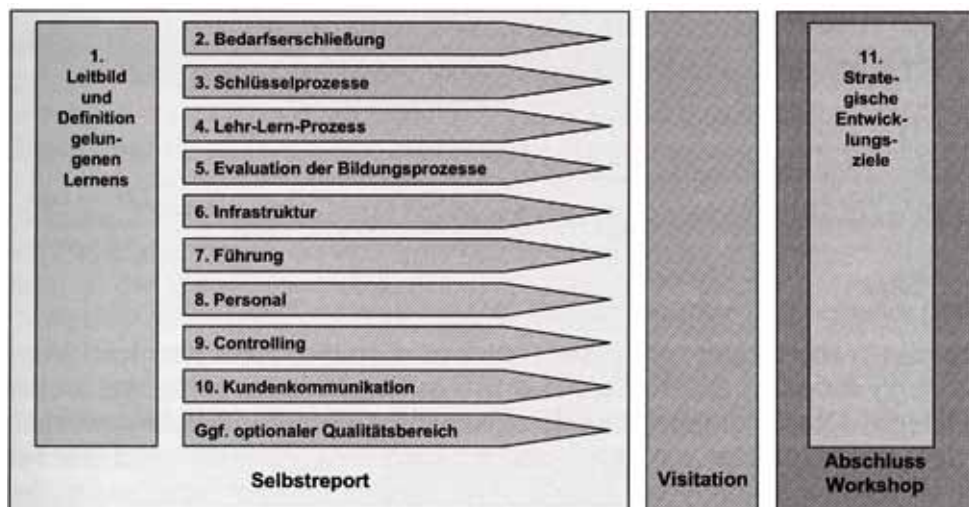 1.
Leitbild
und
Definition
gelun-
genen
Lernens
2. Bedarfserschließung
3. Schlüsselprozesse
4. Lehr-Lern-Prozess
5. Evaluation der Bildungsprozesse
6. Infrastruktur
7. Führung
8. Personal
9. Controlling
10. Kundenkommunikation
Ggf. optionaler Qualitätsbereich
Selbstreport
Visitation
11.
Strate-
gische
Entwick-
lungs-
ziele
Abschluss
Workshop